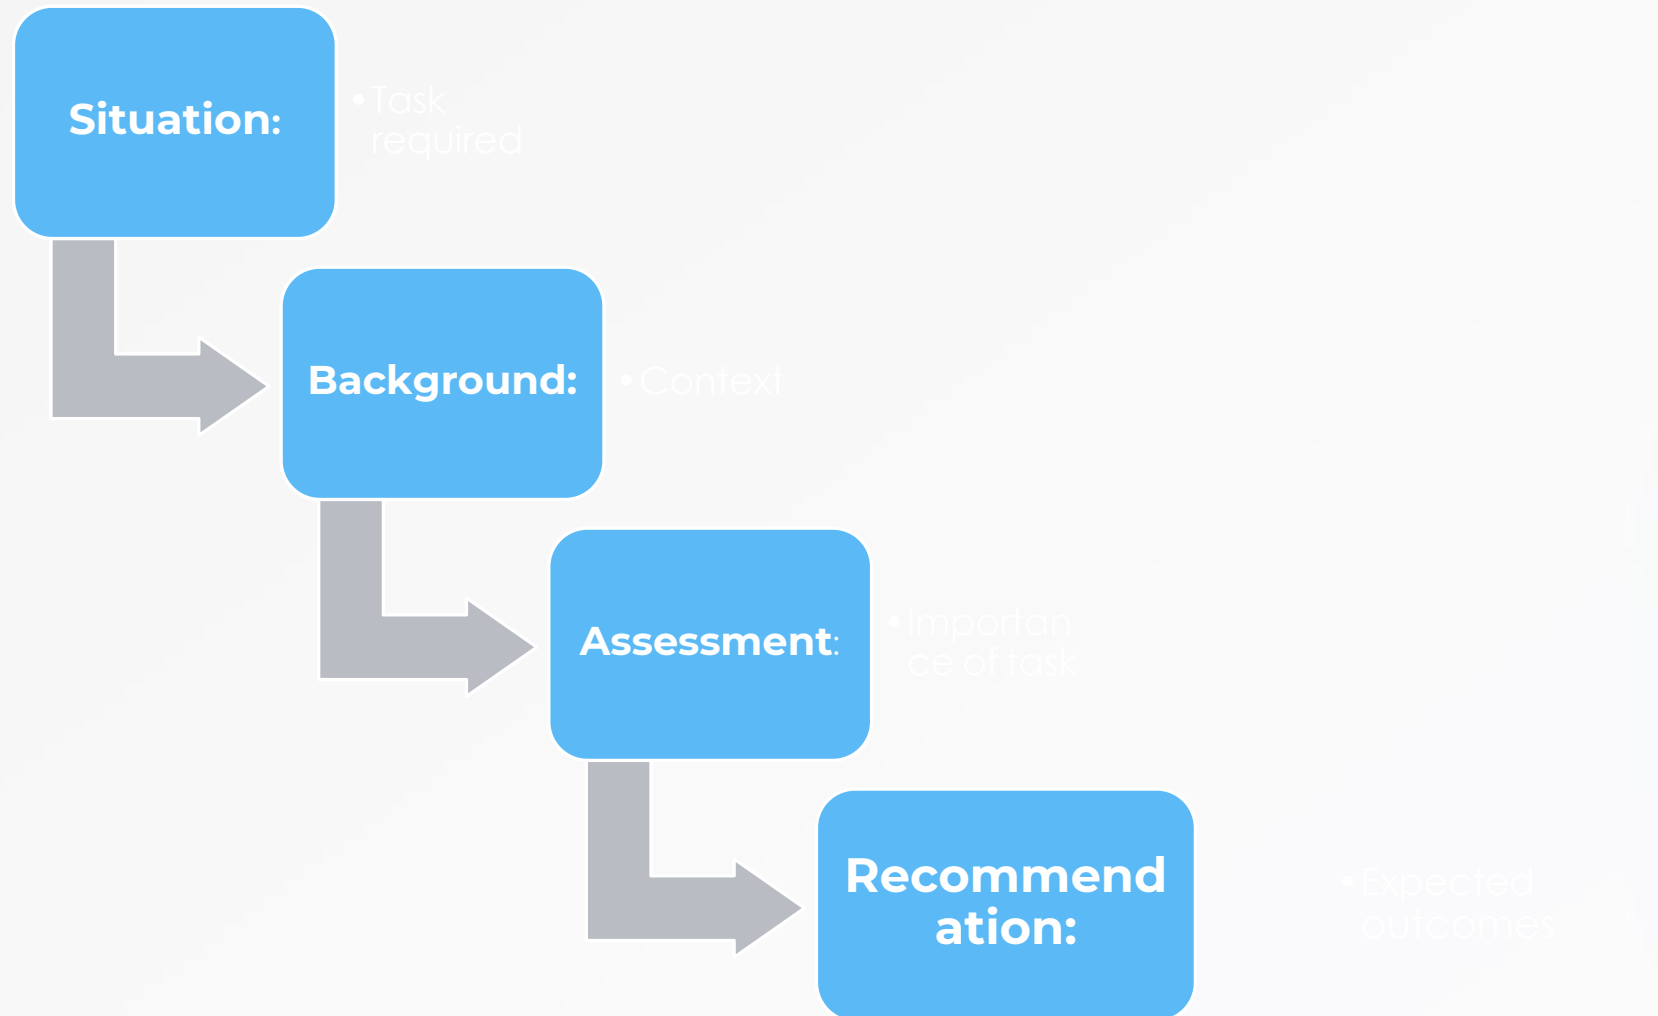 Situation:
• Task
required
Background:
• Context
Assessment:
• Importan
ce of task
Recommend
ation:
• Expected
outcomes